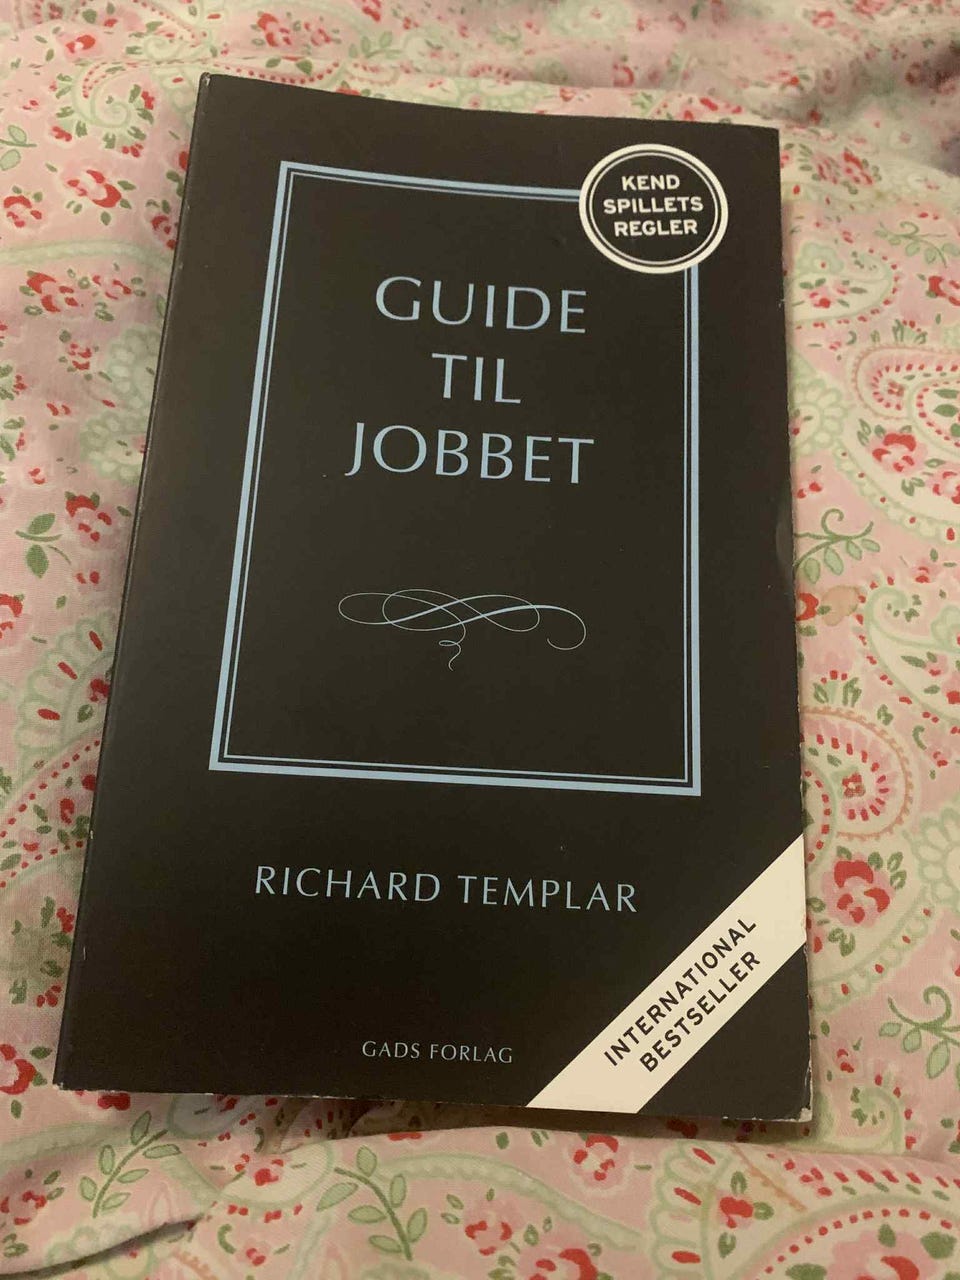 KEND
SPILLETS
REGLER
GUIDE
TIL
JOBBET
RICHARD TEMPLAR
INTERNATIONAL
BESTSELLER
GADS FORLAG